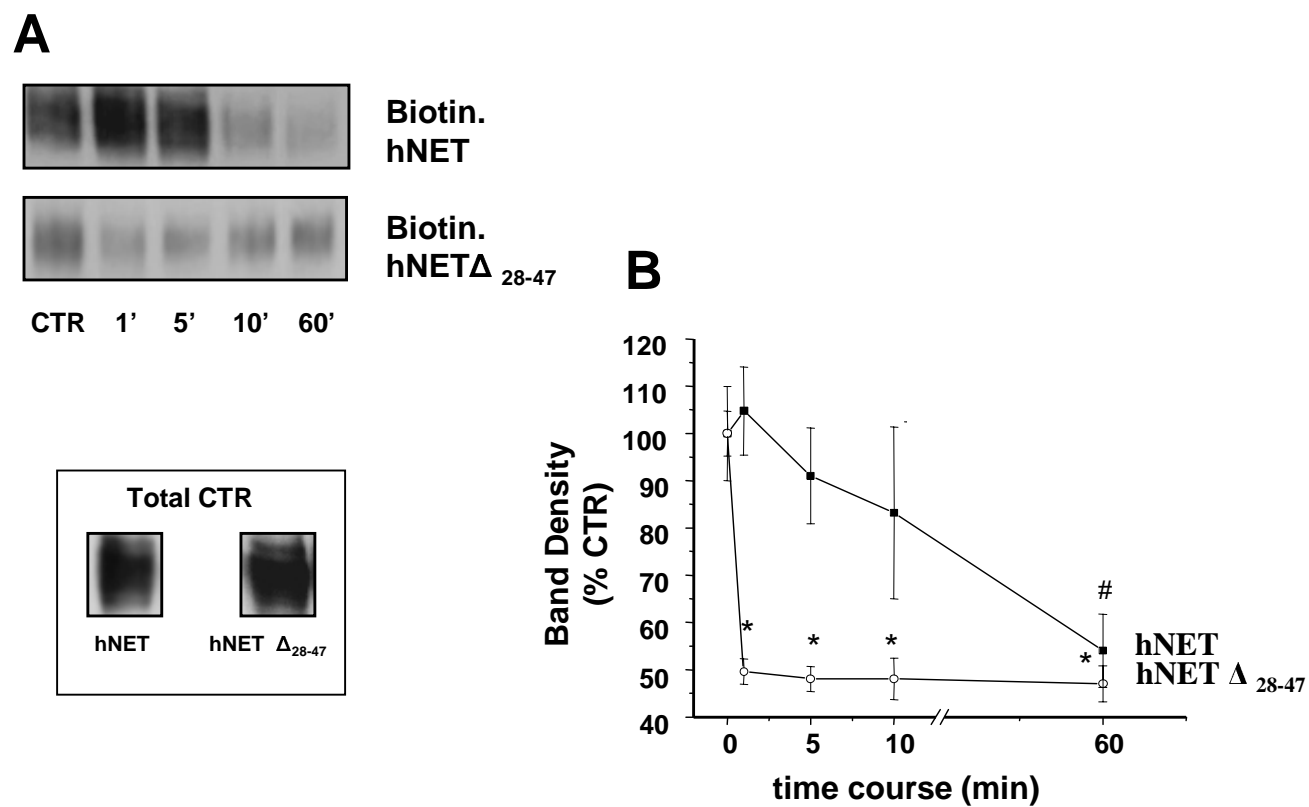 A
Biotin.
hNET
Biotin.
hNETΔ 28-47
CTR 1’ 5’ 10’ 60’
Total CTR
hNET hNET Δ28-47
B
Band Density
(% CTR)
120
110
100
90
80
70
60
50
40
* * * * #
hNET
hNET Δ 28-47
0 5 10 60
time course (min)